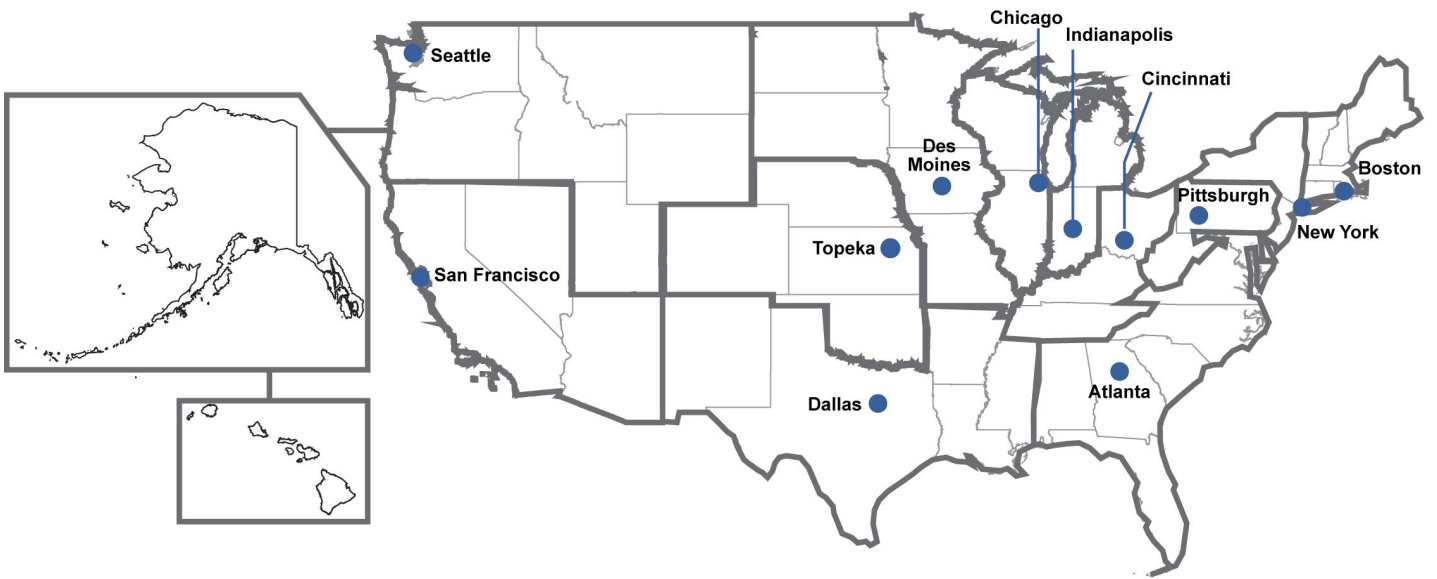 Chicago
Indianapolis
Seattle
Cincinnati
Des
Moines
Boston
Pittsburgh
New York
Topeka
San Francisco
Atlanta
Dallas